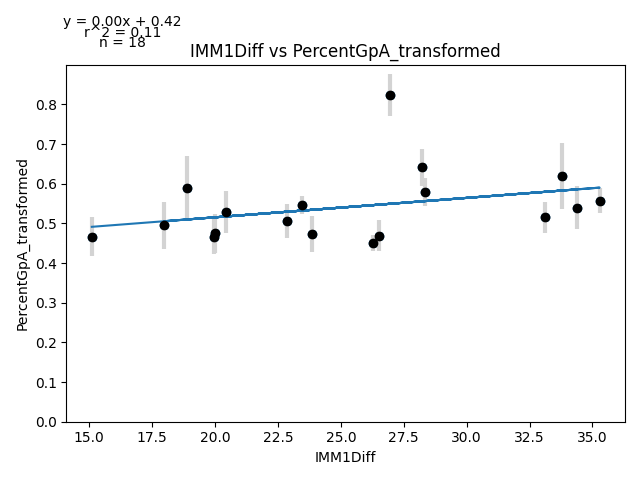 y = 0.00x + 0.42
r^2 = 0.11
n = 18
IMM1Diff vs PercentGpA_transformed
PercentGpA_transformed
0.8
0.7
0.6
0.5
0.4
0.3
0.2
0.1
0.0
15.0 17.5 20.0 22.5 25.0 27.5 30.0 32.5 35.0
IMM1Diff